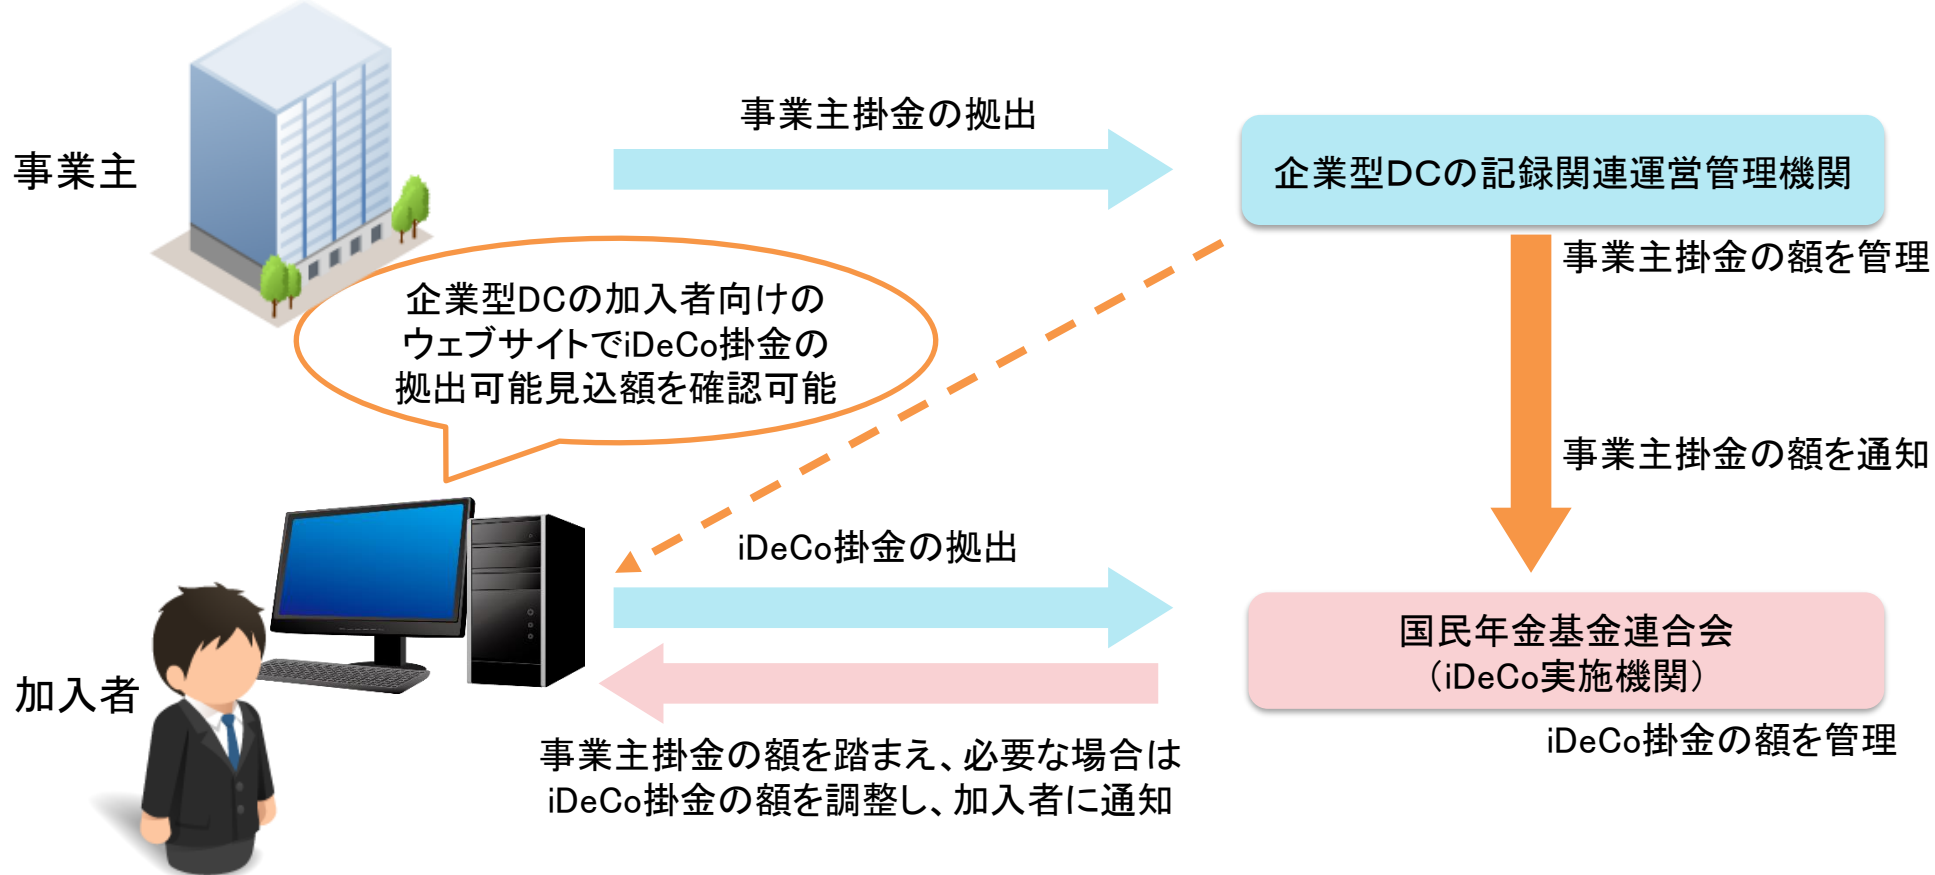 事業主掛金の拠出
事業主
企業型DCの記録関連運営管理機関
事業主掛金の額を管理
企業型DCの加入者向けの
ウェブサイトでiDeCo掛金の
拠出可能見込額を確認可能
事業主掛金の額を通知
iDeCo掛金の拠出
国民年金基金連合会
（iDeCo実施機関）
加入者
iDeCo掛金の額を管理
事業主掛金の額を踏まえ、必要な場合は
iDeCo掛金の額を調整し、加入者に通知